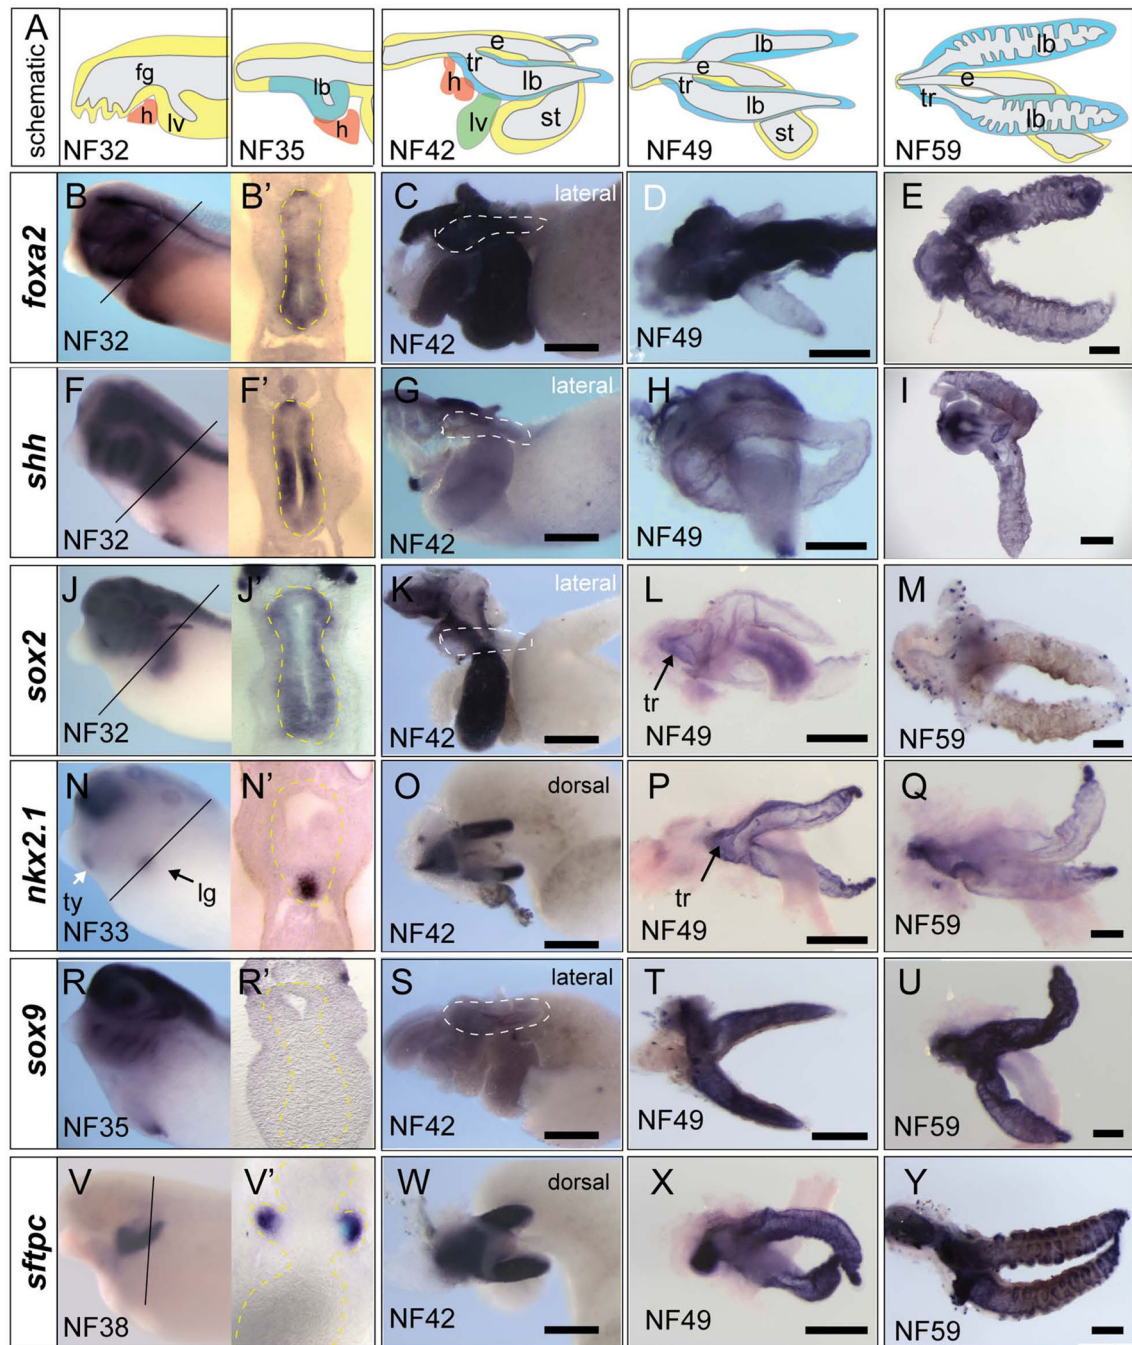 A
schematic
fg
h
lv
NF32
lb
h
NF35
e
tr
h
lb
lv
st
NF42
lb
e
tr
lb
st
NF49
lb
e
tr
lb
NF59
foxa2
B
NF32
B'
C
lateral
NF42
D
NF49
E
shh
F
NF32
F'
G
lateral
NF42
H
NF49
I
sox2
J
NF32
J'
K
lateral
NF42
L
tr
NF49
M
NF59
nkx2.1
N
ty
lg
NF33
N'
O
dorsal
NF42
P
tr
NF49
Q
NF59
sox9
R
NF35
R'
S
lateral
NF42
T
NF49
U
NF59
sftpc
V
NF38
V'
W
dorsal
NF42
X
NF49
Y
NF59